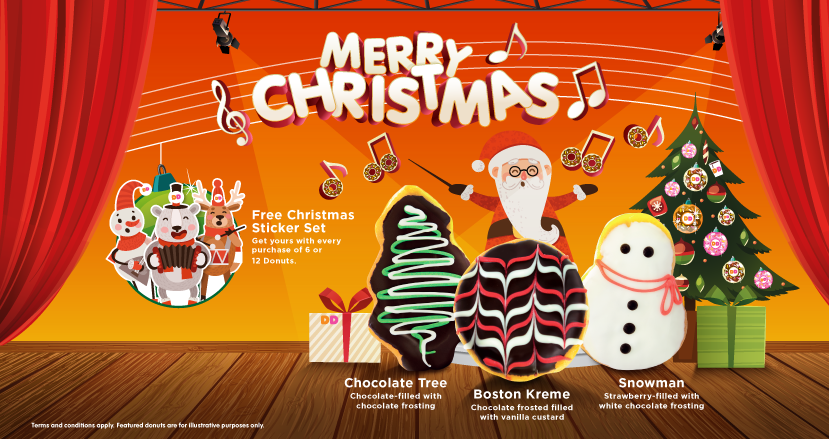 MERRY
CHRISTMAS
Free Christmas
Sticker Set
Get yours with every
purchase of 6 or
12 Donuts.
DD
Chocolate Tree
Chocolate-filled with
chocolate frosting
Boston Kreme
Chocolate frosted filled
with vanilla custard
Snowman
Strawberry-filled with
white chocolate frosting
Terms and conditions apply. Featured donuts are for illustrative purposes only.